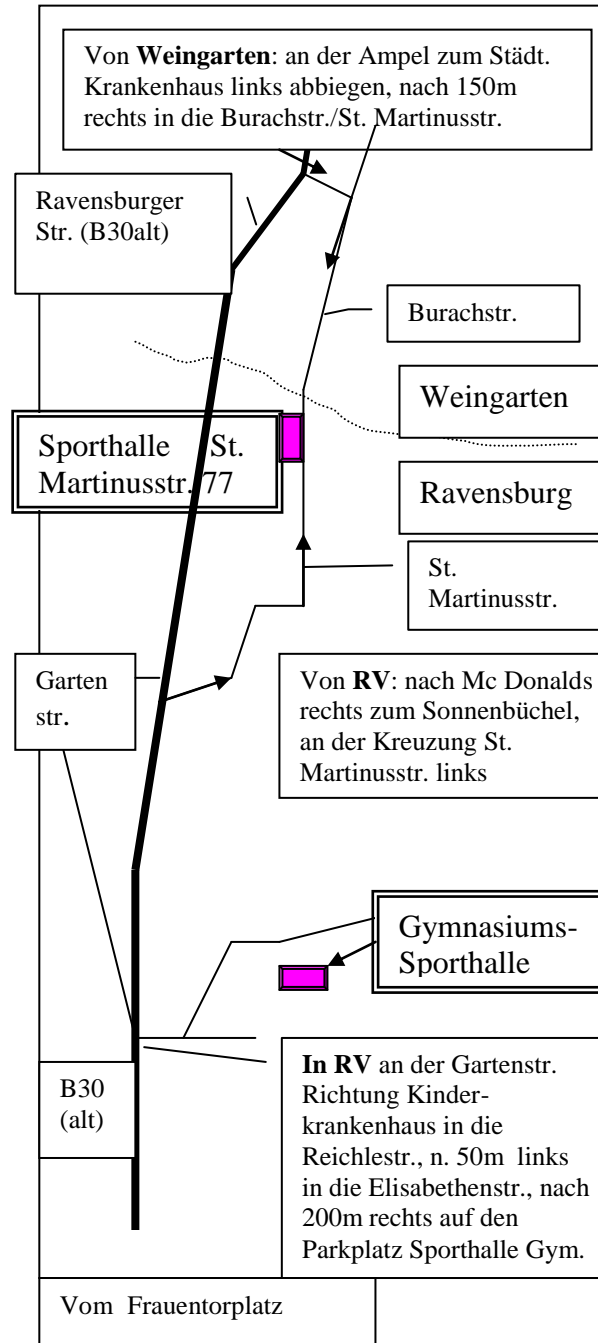 Von Weingarten: an der Ampel zum Städt.
Krankenhaus links abbiegen, nach 150m
rechts in die Burachstr./St. Martinusstr.
Ravensburger
Str. (B30alt)
Burachstr.
Weingarten
Sporthalle St.
Martinusstr. 77
Ravensburg
St.
Martinusstr.
Garten
str.
Von RV: nach Mc Donalds
rechts zum Sonnenbüchel,
an der Kreuzung St.
Martinusstr. links
Gymnasiums-
Sporthalle
B30
(alt)
In RV an der Gartenstr.
Richtung Kinder-
krankenhaus in die
Reichlestr., n. 50m links
in die Elisabethenstr., nach
200m rechts auf den
Parkplatz Sporthalle Gym.
Vom Frauentorplatz